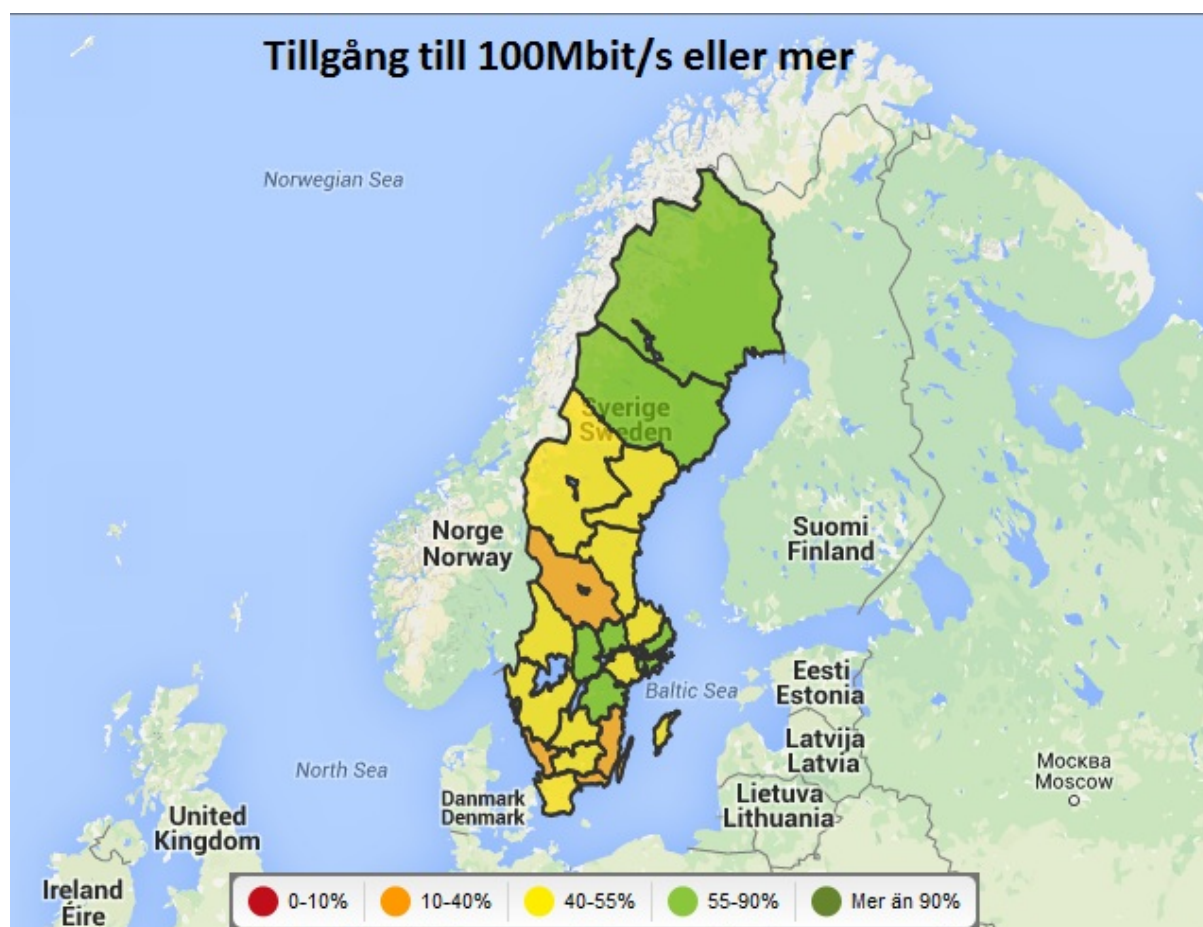 Tillgång till 100Mbit/s eller mer
Norwegian Sea
Sverige
Sweden
Norge
Norway
Suomi
Finland
Baltic Sea
Eesti
Estonia
Latvija
Latvia
Москва
Moscow
North Sea
Danmark
Denmark
Lietuva
Lithuania
United
Kingdom
Ireland
Éire
0-10%
10-40%
40-55%
55-90%
Mer än 90%